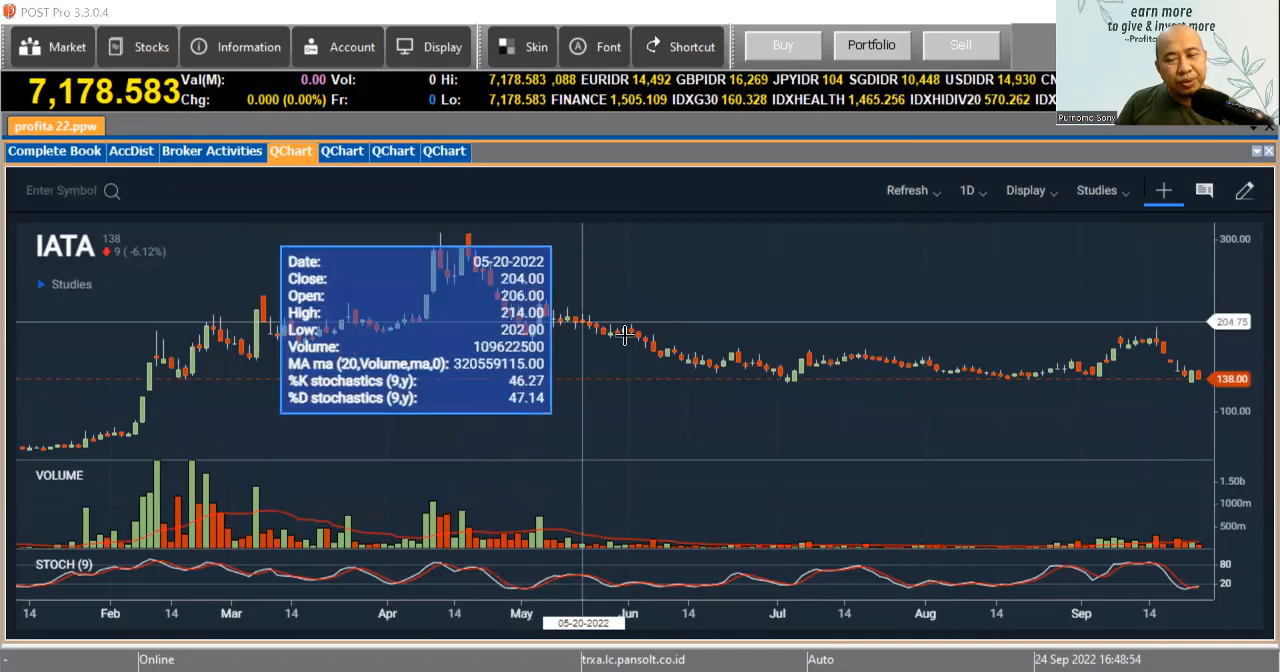 POST Pro 3.3.0.4
earn more
to give & invest more
~Profita
Purnomo Sony
Market Stocks Information Account Display Skin Font Shortcut Buy Portfolio Sell
7,178.583
Val(M): 0.00 Vol: 0 Hi: 7,178.583 ,088 EURIDR 14,492 GBPIDR 16,269 JPYIDR 104 SGDIDR 10,448 USDIDR 14,930 CN
Chg: 0.000 (0.00%) Fr: 0 Lo: 7,178.583 FINANCE 1,505.109 IDXG30 160.328 IDXHEALTH 1,465.256 IDXHIDIV20 570.262 IDX
profita 22.ppw
Complete Book AccDist Broker Activities QChart QChart QChart QChart
Enter Symbol Refresh 1D Display Studies
IATA 138
9 (-6.12%)
Studies
Date: 05-20-2022
Close: 204.00
Open: 206.00
High: 214.00
Low: 202.00
Volume: 109622500
MA ma (20,Volume,ma,0): 320559115.00
%K stochastics (9,y): 46.27
%D stochastics (9,y): 47.14
300.00
204.75
138.00
100.00
VOLUME
1.50b
1000m
500m
STOCH (9)
80
20
14 Feb 14 Mar 14 Apr 14 May Jun 14 Jul 14 Aug 14 Sep 14
05-20-2022
- Online trxa.lc.pansolt.co.id Auto 24 Sep 2022 16:48:54